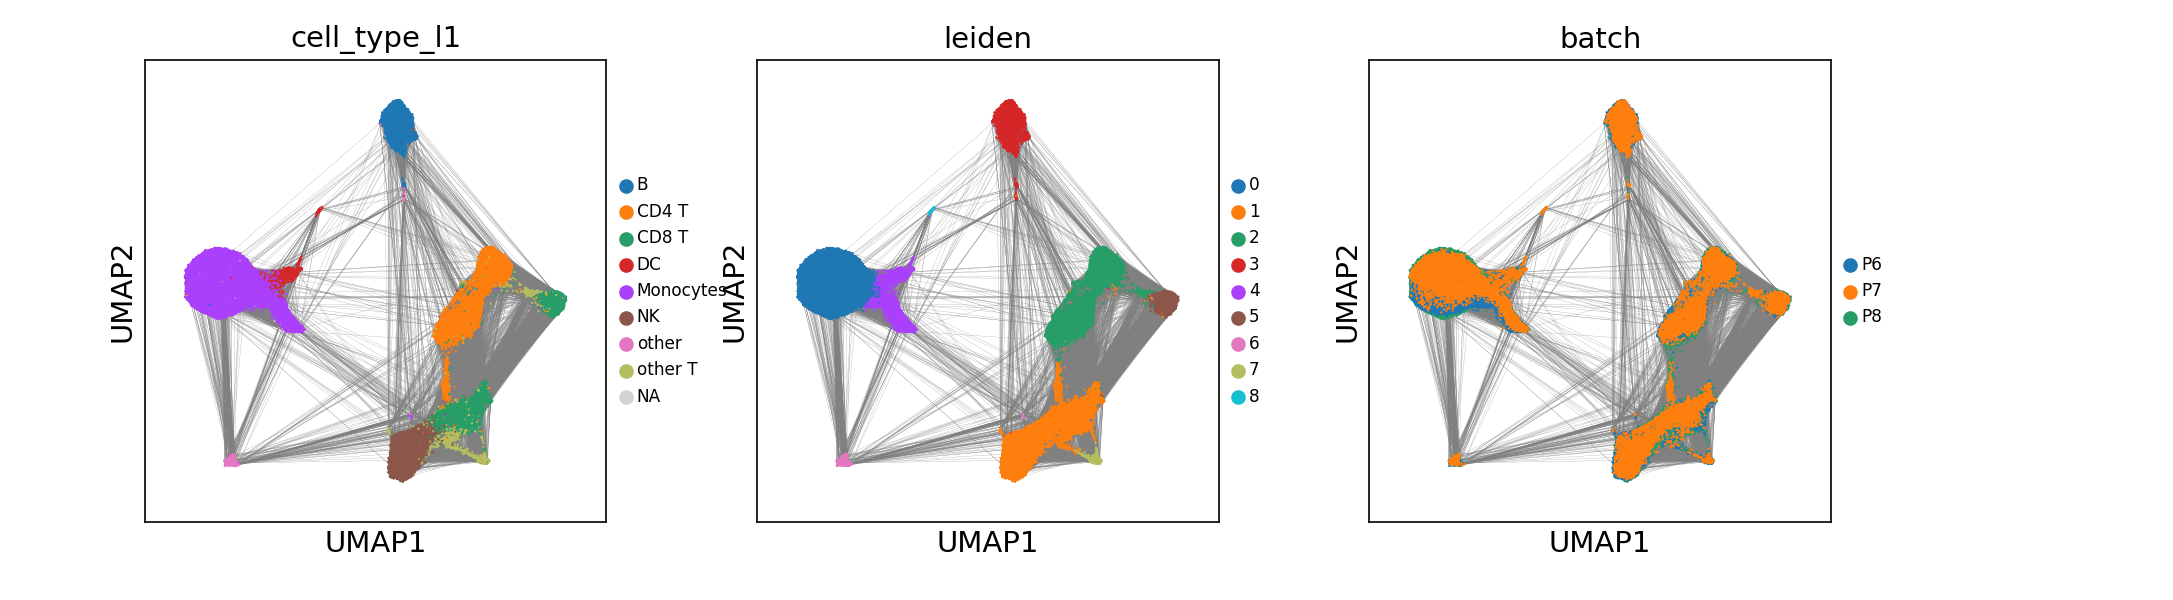 cell_type_l1
UMAP2
UMAP1
B
CD4 T
CD8 T
DC
Monocytes
NK
other
other T
NA
leiden
UMAP2
UMAP1
0
1
2
3
4
5
6
7
8
batch
UMAP2
UMAP1
P6
P7
P8